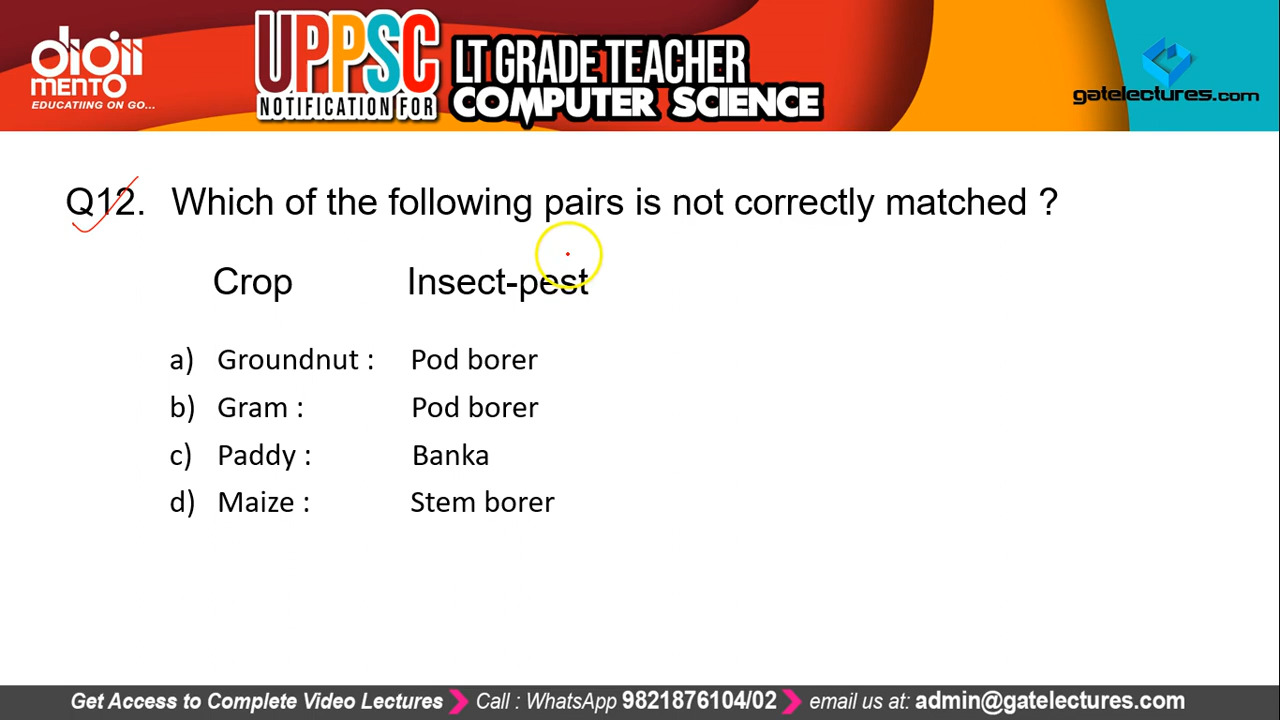 digii
MENTO
EDUCATIING ON GO...
UPPSC
NOTIFICATION FOR
LT GRADE TEACHER
COMPUTER SCIENCE
gatelectures.com
Q12. Which of the following pairs is not correctly matched ?
Crop Insect-pest
a) Groundnut : Pod borer
b) Gram : Pod borer
c) Paddy : Banka
d) Maize : Stem borer
Get Access to Complete Video Lectures Call : WhatsApp 9821876104/02 email us at: admin@gatelectures.com